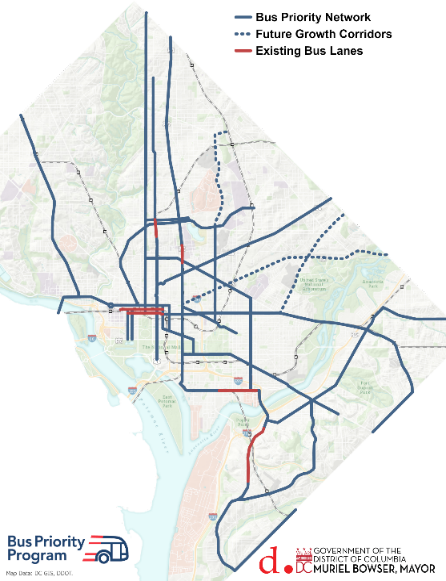 Bus Priority Network
Future Growth Corridors
Existing Bus Lanes
Bus Priority
Program
Map Data: DC GIS, DDOT.
d.
GOVERNMENT OF THE
DISTRICT OF COLUMBIA
DC MURIEL BOWSER, MAYOR